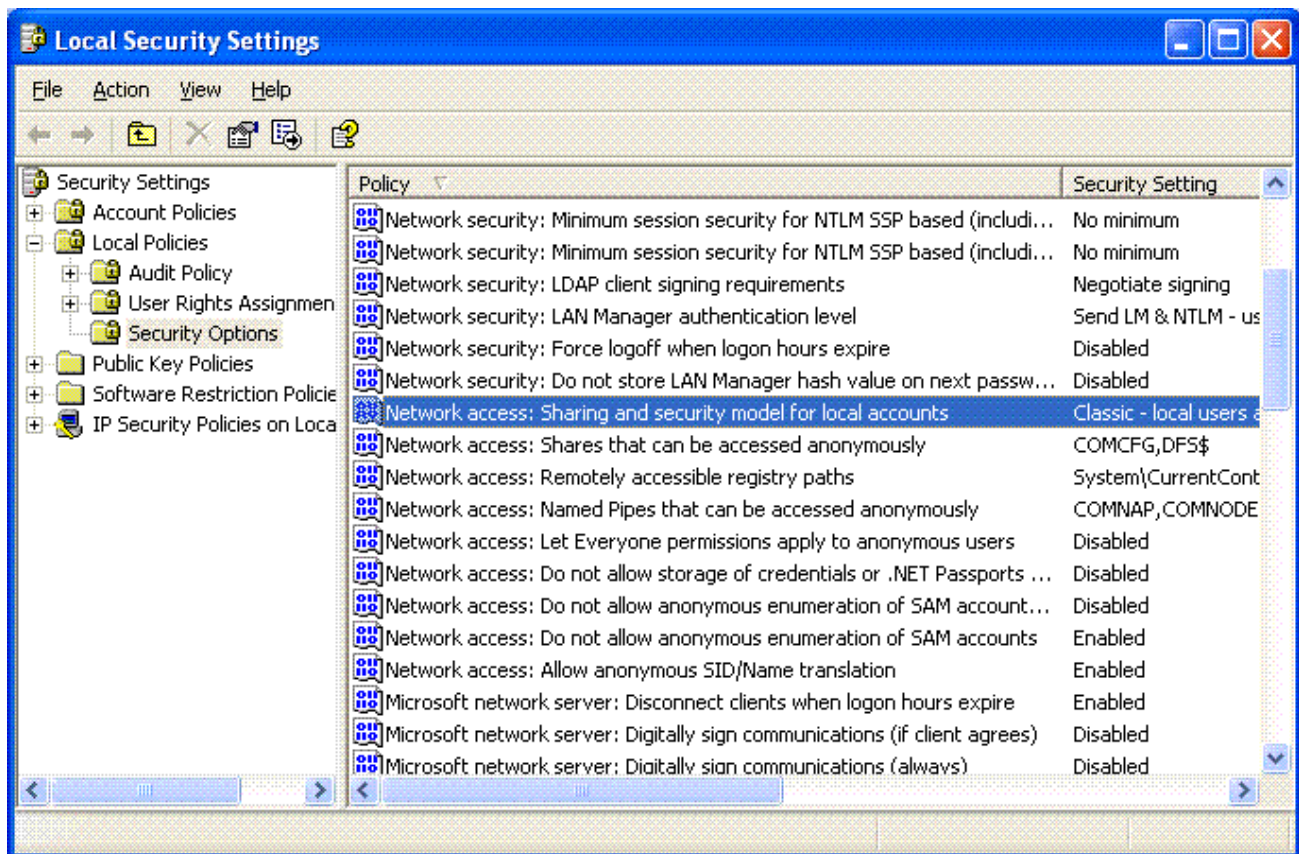 Local Security Settings
File Action View Help
Security Settings
Account Policies
Local Policies
Audit Policy
User Rights Assignmen
Security Options
Public Key Policies
Software Restriction Policie
IP Security Policies on Loca
Policy Security Setting
Network security: Minimum session security for NTLM SSP based (includi... No minimum
Network security: Minimum session security for NTLM SSP based (includi... No minimum
Network security: LDAP client signing requirements Negotiate signing
Network security: LAN Manager authentication level Send LM & NTLM - us
Network security: Force logoff when logon hours expire Disabled
Network security: Do not store LAN Manager hash value on next passw... Disabled
Network access: Sharing and security model for local accounts Classic - local users a
Network access: Shares that can be accessed anonymously COMCFG,DFS$
Network access: Remotely accessible registry paths System\CurrentCont
Network access: Named Pipes that can be accessed anonymously COMNAP,COMNODE
Network access: Let Everyone permissions apply to anonymous users Disabled
Network access: Do not allow storage of credentials or .NET Passports ... Disabled
Network access: Do not allow anonymous enumeration of SAM account... Disabled
Network access: Do not allow anonymous enumeration of SAM accounts Enabled
Network access: Allow anonymous SID/Name translation Enabled
Microsoft network server: Disconnect clients when logon hours expire Enabled
Microsoft network server: Digitally sign communications (if client agrees) Disabled
Microsoft network server: Digitally sign communications (always) Disabled